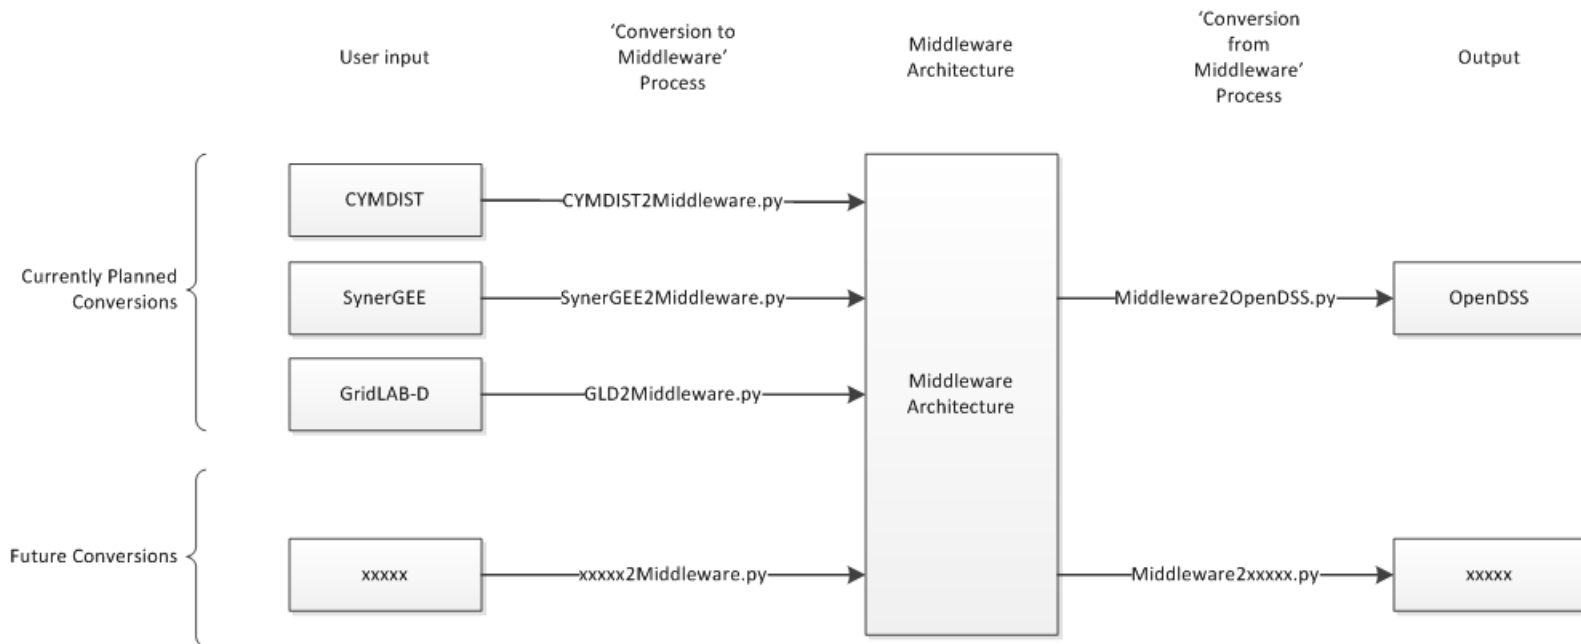 User input
‘Conversion to
Middleware’
Process
Middleware
Architecture
‘Conversion
from
Middleware’
Process
Output
Currently Planned
Conversions
CYMDIST
CYMDIST2Middleware.py
SynerGEE
SynerGEE2Middleware.py
Middleware2OpenDSS.py
OpenDSS
GridLAB-D
GLD2Middleware.py
Middleware
Architecture
Future Conversions
xxxxx
xxxxx2Middleware.py
Middleware2xxxxx.py
xxxxx